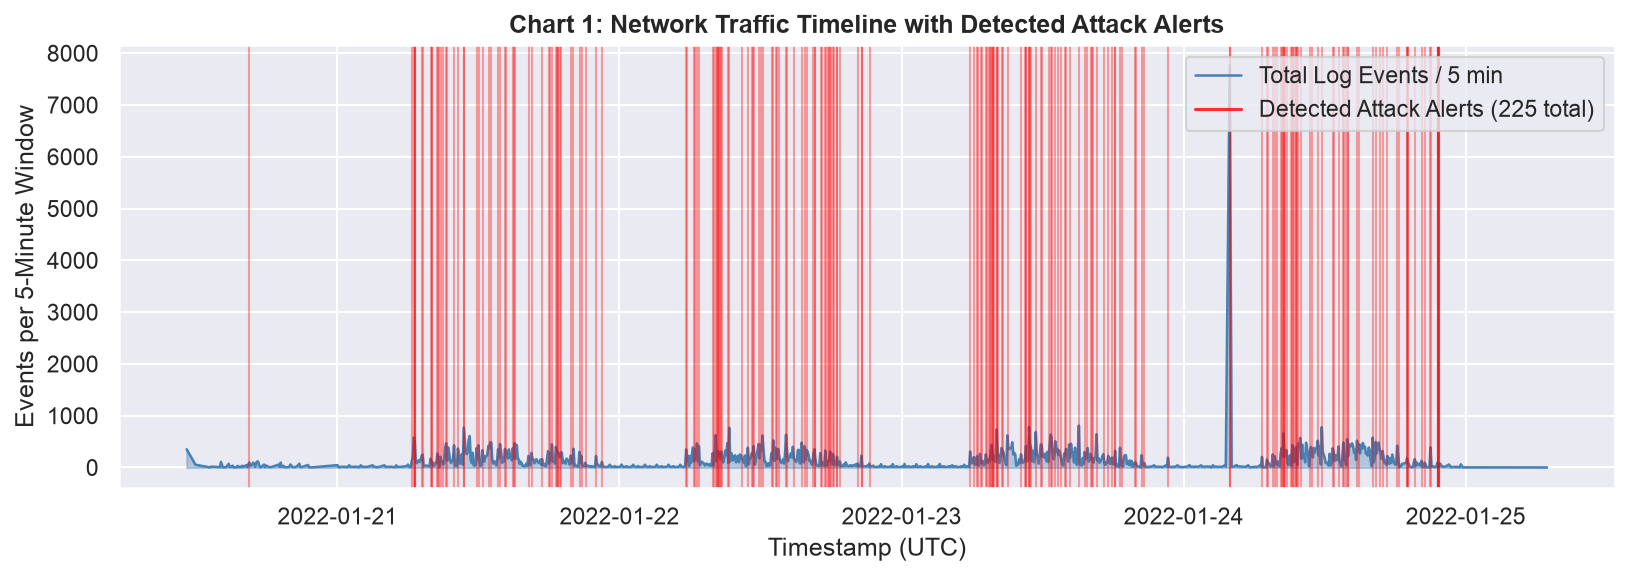 Chart 1: Network Traffic Timeline with Detected Attack Alerts
Total Log Events / 5 min
Detected Attack Alerts (225 total)
Events per 5-Minute Window
8000
7000
6000
5000
4000
3000
2000
1000
0
2022-01-21
2022-01-22
2022-01-23
2022-01-24
2022-01-25
Timestamp (UTC)